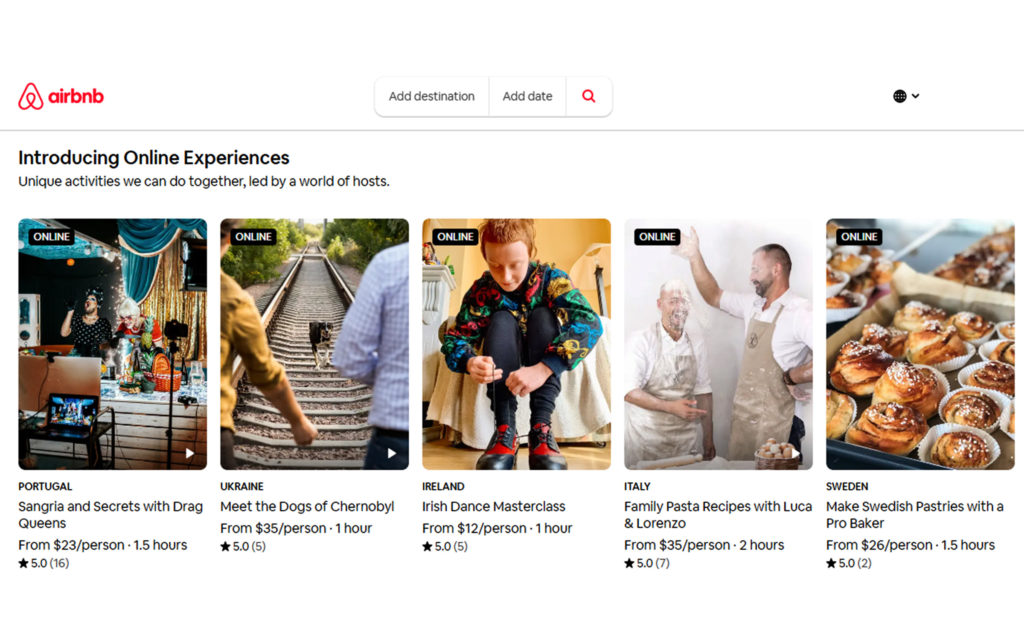 airbnb
Add destination
Add date
Introducing Online Experiences
Unique activities we can do together, led by a world of hosts.
ONLINE
ONLINE
ONLINE
ONLINE
ONLINE
PORTUGAL
Sangria and Secrets with Drag
Queens
From $23/person · 1.5 hours
★ 5.0 (16)
UKRAINE
Meet the Dogs of Chernobyl
From $35/person · 1 hour
★ 5.0 (5)
IRELAND
Irish Dance Masterclass
From $12/person · 1 hour
★ 5.0 (5)
ITALY
Family Pasta Recipes with Luca
& Lorenzo
From $35/person · 2 hours
★ 5.0 (7)
SWEDEN
Make Swedish Pastries with a
Pro Baker
From $26/person · 1.5 hours
★ 5.0 (2)